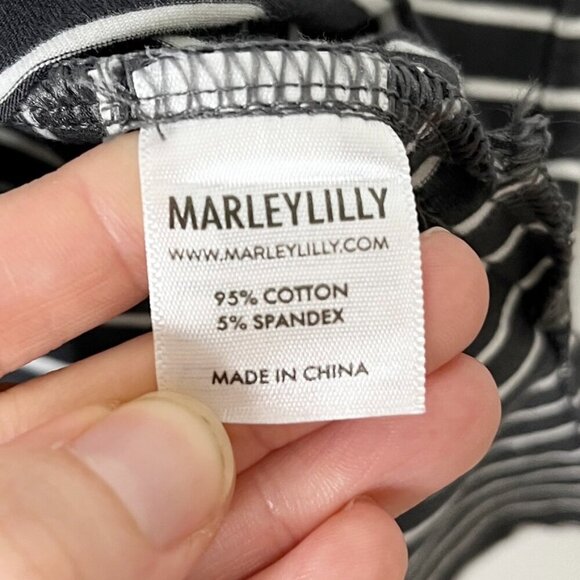 MARLEYLILLY
WWW.MARLEYLILLY.COM
95% COTTON
5% SPANDEX
MADE IN CHINA